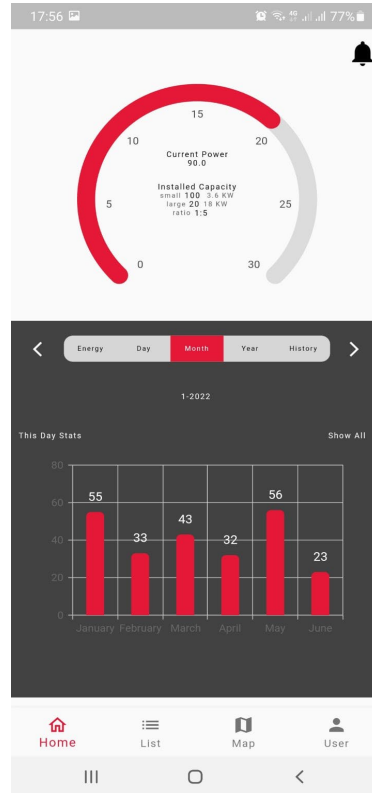 17:56 4G 77%
15
10 20
Current Power
90.0
Installed Capacity
small 100 3.6 KW
large 20 18 KW
ratio 1:5
5 25
0 30
Energy Day Month Year History
1-2022
This Day Stats Show All
80
60
40
20
0
55 33 43 32 56 23
January February March April May June
Home List Map User